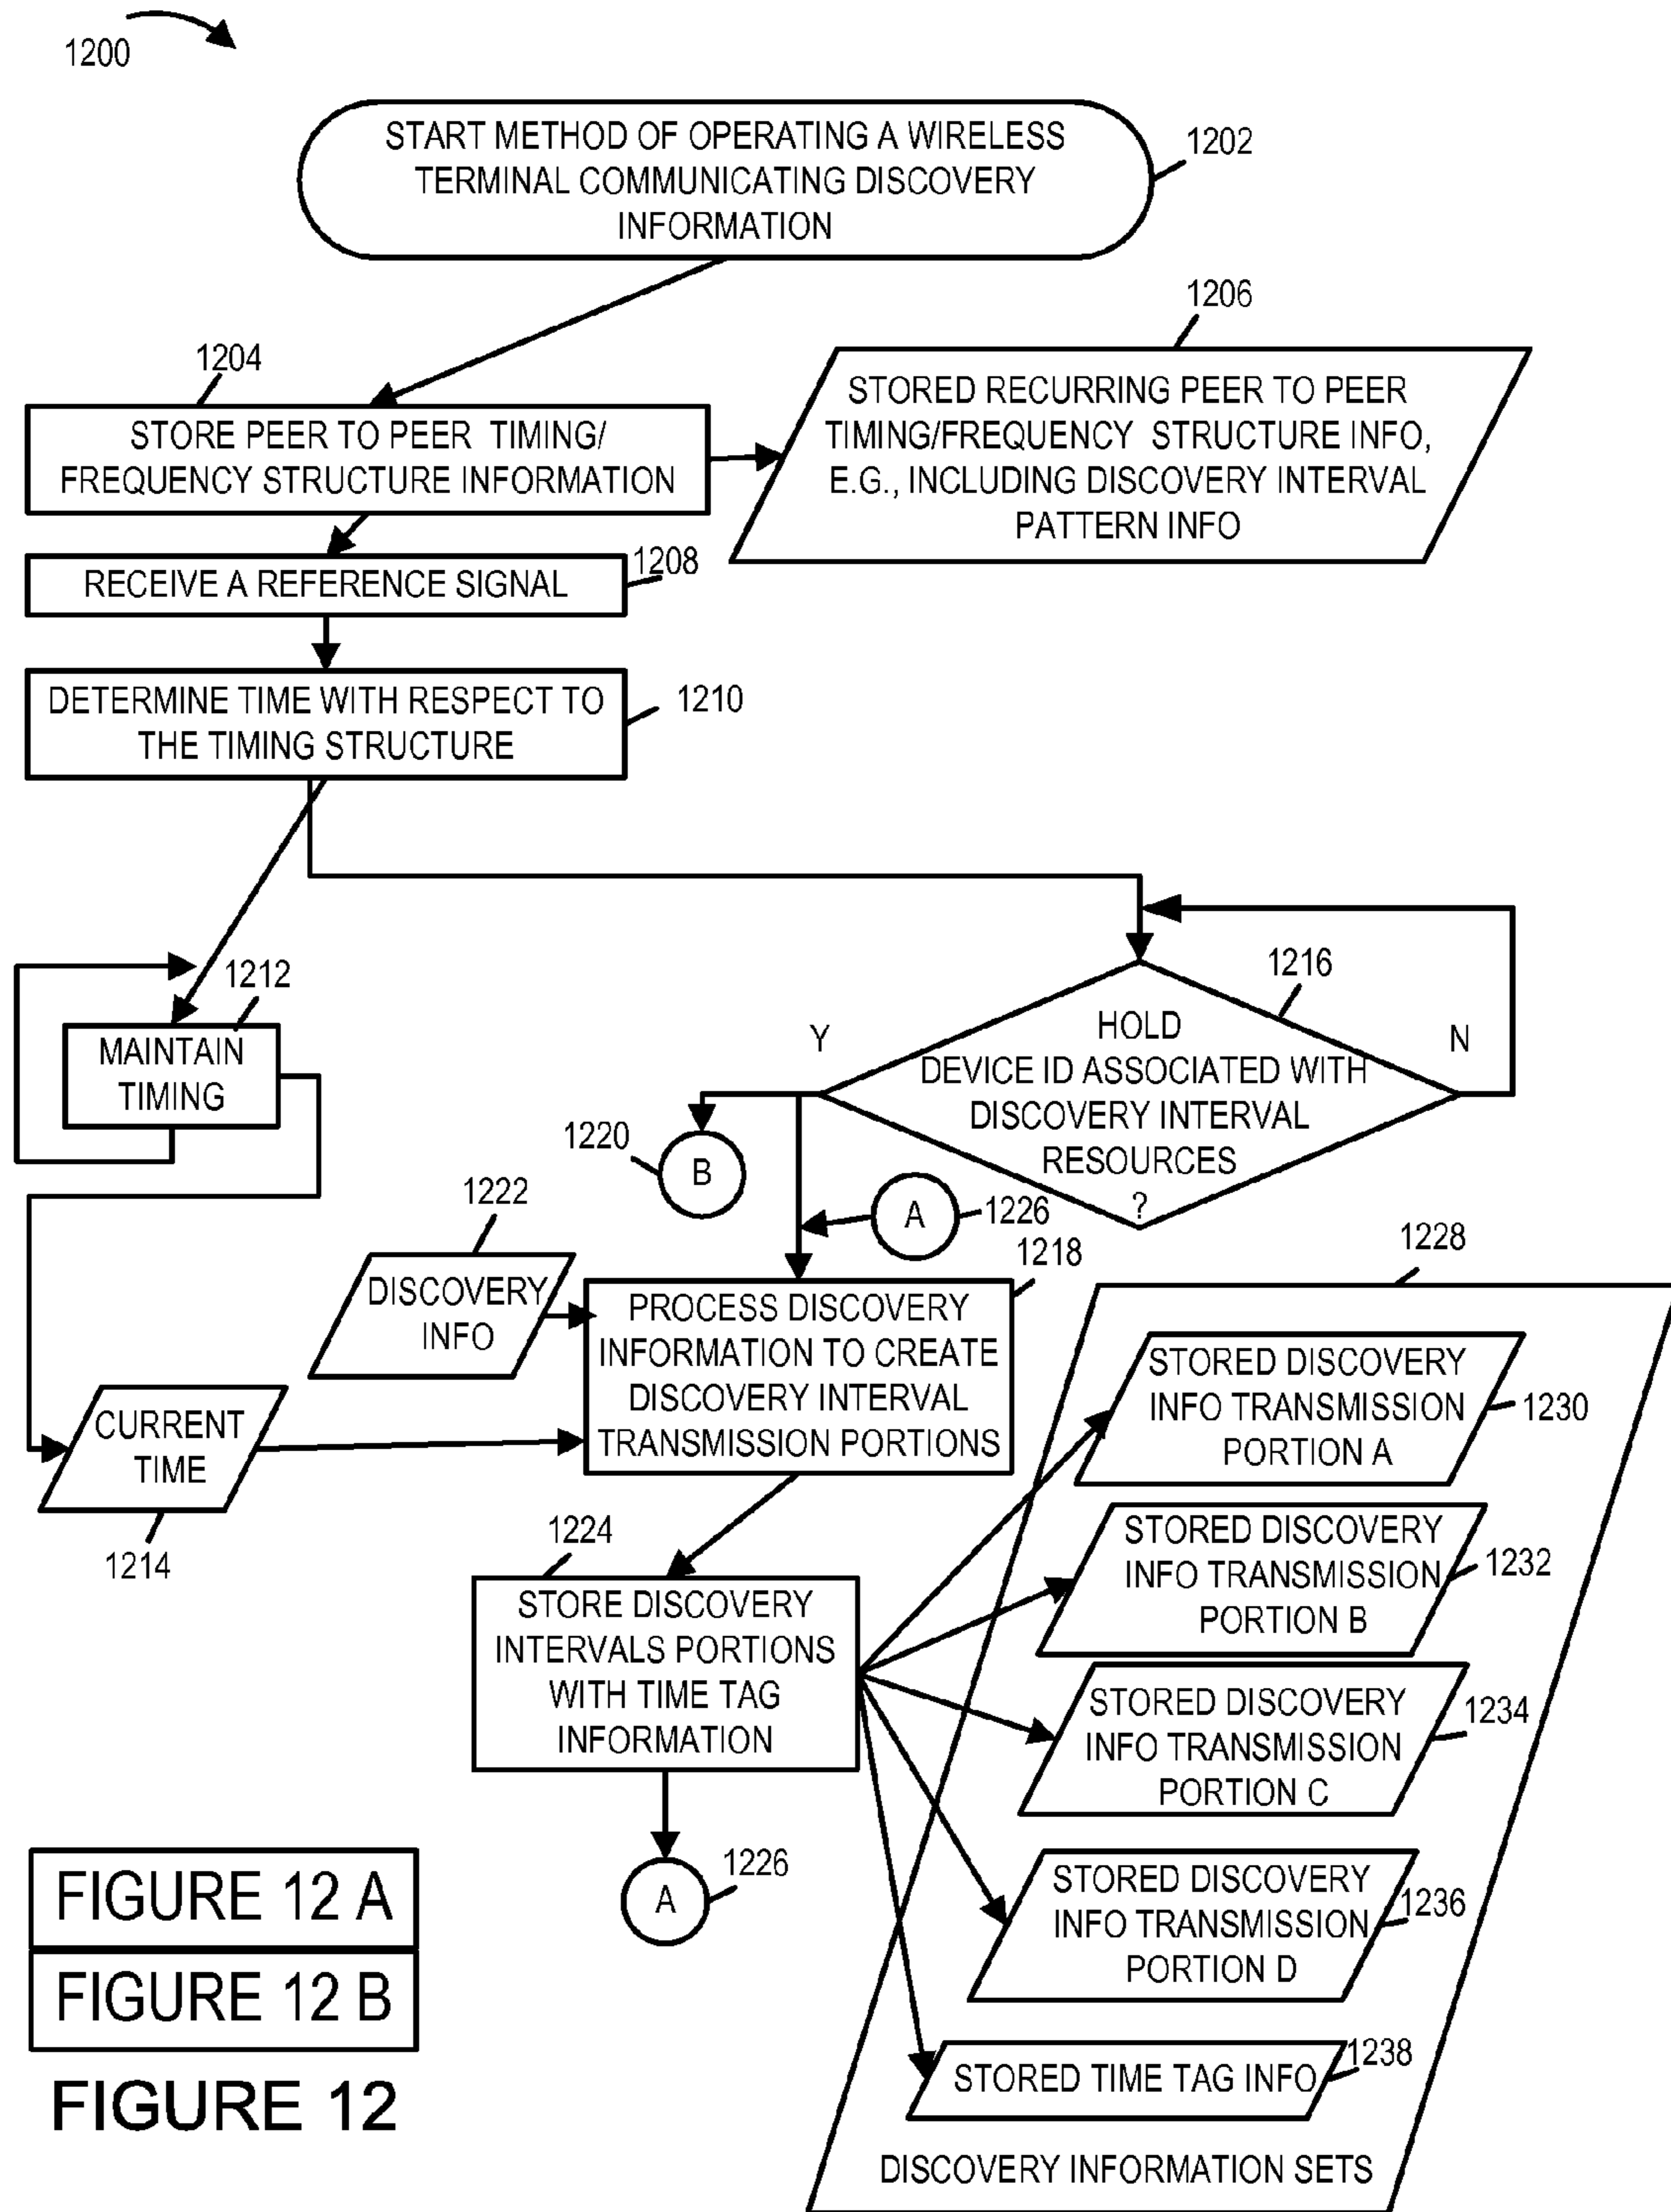 1200
START METHOD OF OPERATING A WIRELESS
TERMINAL COMMUNICATING DISCOVERY
INFORMATION
1202
1206
1204
STORE PEER TO PEER TIMING/
FREQUENCY STRUCTURE INFORMATION
STORED RECURRING PEER TO PEER
TIMING/FREQUENCY STRUCTURE INFO,
E.G., INCLUDING DISCOVERY INTERVAL
PATTERN INFO
RECEIVE A REFERENCE SIGNAL
1208
DETERMINE TIME WITH RESPECT TO
THE TIMING STRUCTURE
1210
1212
MAINTAIN
TIMING
1216
Y
HOLD
DEVICE ID ASSOCIATED WITH
DISCOVERY INTERVAL
RESOURCES
?
N
1220
B
A
1226
1222
DISCOVERY
INFO
1218
PROCESS DISCOVERY
INFORMATION TO CREATE
DISCOVERY INTERVAL
TRANSMISSION PORTIONS
CURRENT
TIME
1214
1228
STORED DISCOVERY
INFO TRANSMISSION
PORTION A
1230
1224
STORE DISCOVERY
INTERVALS PORTIONS
WITH TIME TAG
INFORMATION
STORED DISCOVERY
INFO TRANSMISSION
PORTION B
1232
STORED DISCOVERY
INFO TRANSMISSION
PORTION C
1234
A
1226
STORED DISCOVERY
INFO TRANSMISSION
PORTION D
1236
STORED TIME TAG INFO
1238
DISCOVERY INFORMATION SETS
FIGURE 12 A
FIGURE 12 B
FIGURE 12